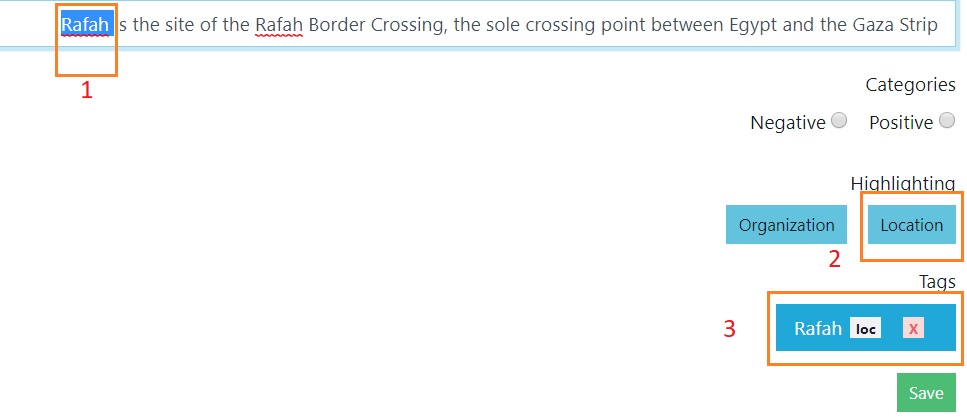 Rafah is the site of the Rafah Border Crossing, the sole crossing point between Egypt and the Gaza Strip
1
Categories
Negative Positive
Highlighting
Organization Location
2
Tags
3 Rafah loc X
Save